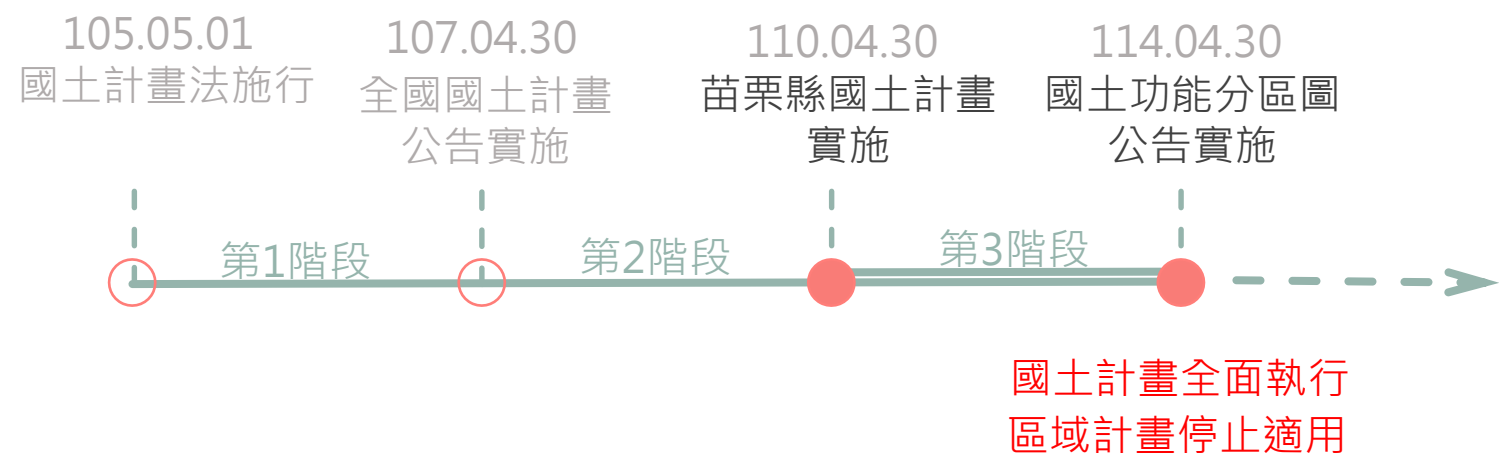 105.05.01
國土計畫法施行
107.04.30
全國國土計畫
公告實施
110.04.30
苗栗縣國土計畫
實施
114.04.30
國土功能分區圖
公告實施
第1階段
第2階段
第3階段
國土計畫全面執行
區域計畫停止適用